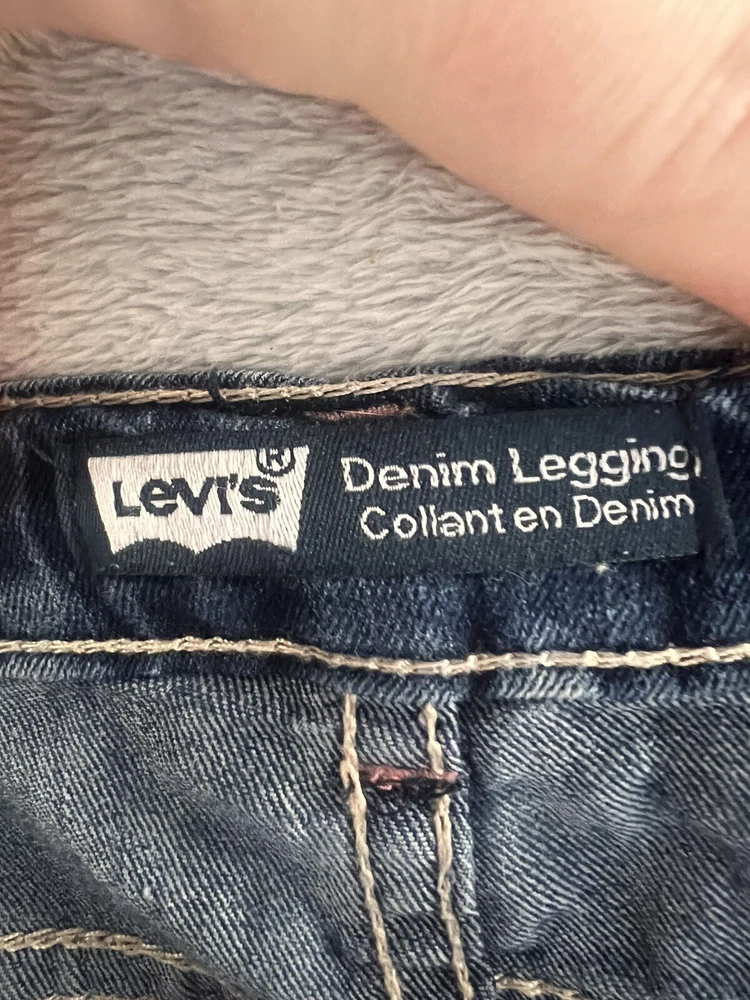 LEVI'S ®
Denim Legging
Collant en Denim